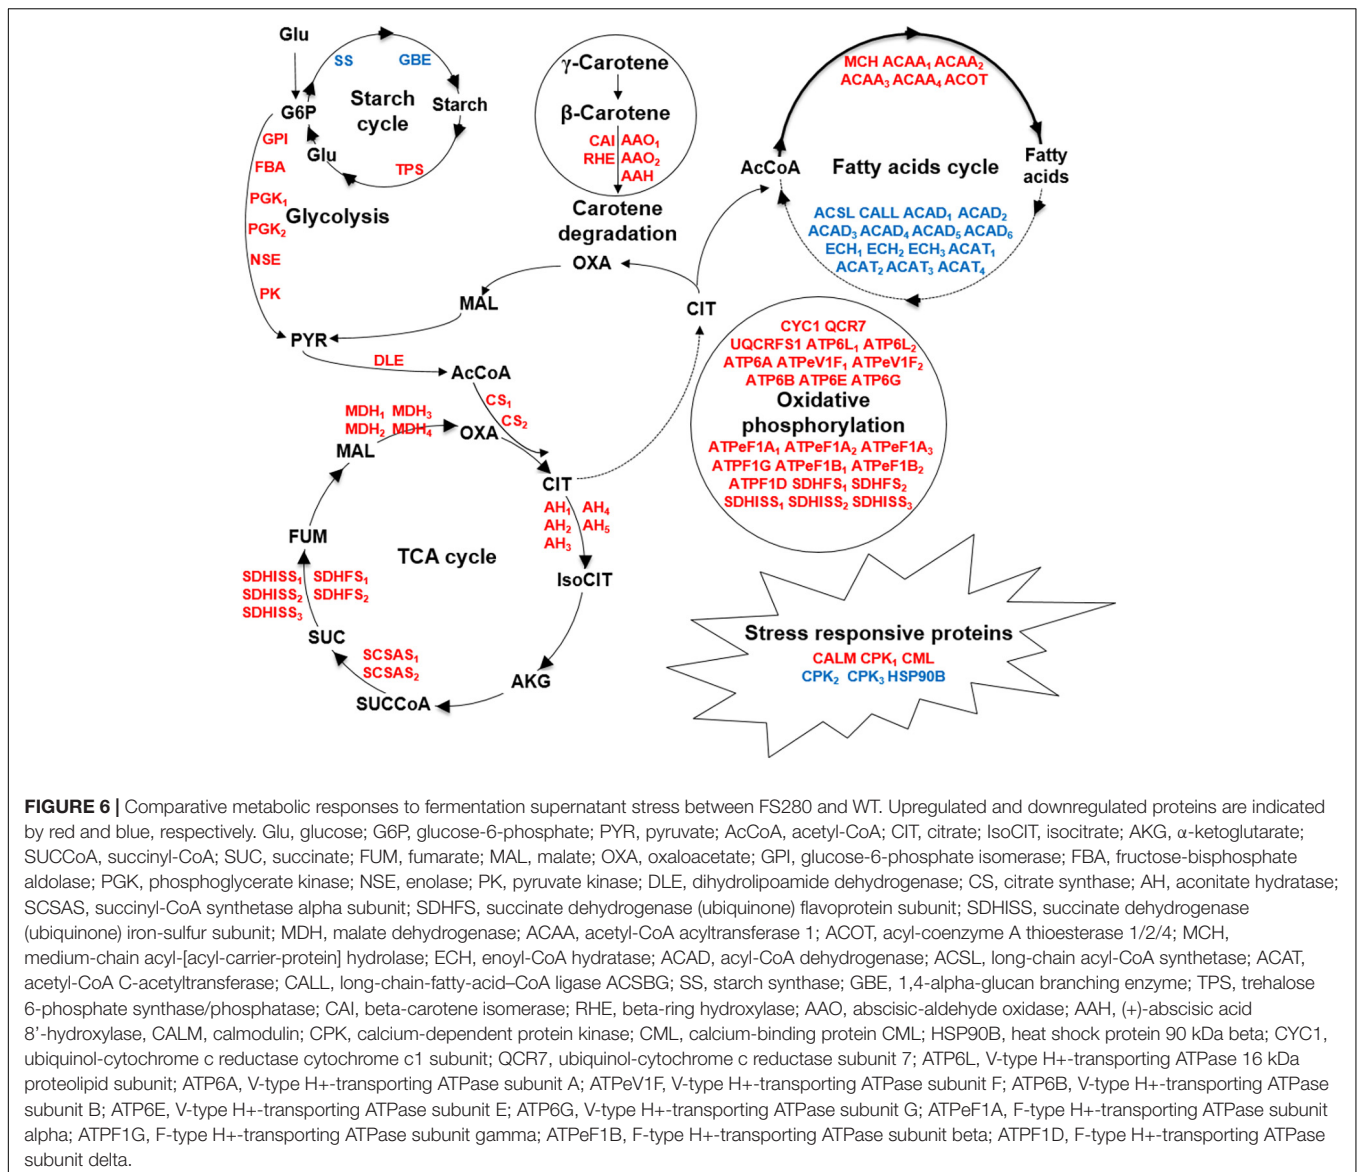 Glu
SS GBE
G6P
Starch
cycle
Starch
Glu
TPS
GPI
FBA
PGK₁
Glycolysis
PGK₂
NSE
PK
PYR
DLE
AcCoA
γ-Carotene
β-Carotene
CAI AAO₁
RHE AAO₂
AAH
Carotene
degradation
OXA
MAL
CIT
MCH ACAA₁ ACAA₂
ACAA₃ ACAA₄ ACOT
AcCoA
Fatty acids cycle
Fatty
acids
ACSL CALL ACAD₁ ACAD₂
ACAD₃ ACAD₄ ACAD₅ ACAD₆
ECH₁ ECH₂ ECH₃ ACAT₁
ACAT₂ ACAT₃ ACAT₄
CYC1 QCR7
UQCRFS1 ATP6L₁ ATP6L₂
ATP6A ATPeV1F₁ ATPeV1F₂
ATP6B ATP6E ATP6G
Oxidative
phosphorylation
ATPeF1A₁ ATPeF1A₂ ATPeF1A₃
ATPF1G ATPeF1B₁ ATPeF1B₂
ATPF1D SDHFS₁ SDHFS₂
SDHISS₁ SDHISS₂ SDHISS₃
CS₁
CS₂
MDH₁ MDH₃
MDH₂ MDH₄
OXA
MAL
CIT
AH₁ AH₄
AH₂ AH₅
AH₃
FUM
TCA cycle
IsoCIT
SDHISS₁ SDHFS₁
SDHISS₂ SDHFS₂
SDHISS₃
SUC
SCSAS₁
SCSAS₂
AKG
SUCCoA
Stress responsive proteins
CALM CPK₁ CML
CPK₂ CPK₃ HSP90B
FIGURE 6 | Comparative metabolic responses to fermentation supernatant stress between FS280 and WT. Upregulated and downregulated proteins are indicated
by red and blue, respectively. Glu, glucose; G6P, glucose-6-phosphate; PYR, pyruvate; AcCoA, acetyl-CoA; CIT, citrate; IsoCIT, isocitrate; AKG, α-ketoglutarate;
SUCCoA, succinyl-CoA; SUC, succinate; FUM, fumarate; MAL, malate; OXA, oxaloacetate; GPI, glucose-6-phosphate isomerase; FBA, fructose-bisphosphate
aldolase; PGK, phosphoglycerate kinase; NSE, enolase; PK, pyruvate kinase; DLE, dihydrolipoamide dehydrogenase; CS, citrate synthase; AH, aconitate hydratase;
SCSAS, succinyl-CoA synthetase alpha subunit; SDHFS, succinate dehydrogenase (ubiquinone) flavoprotein subunit; SDHISS, succinate dehydrogenase
(ubiquinone) iron-sulfur subunit; MDH, malate dehydrogenase; ACAA, acetyl-CoA acyltransferase 1; ACOT, acyl-coenzyme A thioesterase 1/2/4; MCH,
medium-chain acyl-[acyl-carrier-protein] hydrolase; ECH, enoyl-CoA hydratase; ACAD, acyl-CoA dehydrogenase; ACSL, long-chain acyl-CoA synthetase; ACAT,
acetyl-CoA C-acetyltransferase; CALL, long-chain-fatty-acid–CoA ligase ACSBG; SS, starch synthase; GBE, 1,4-alpha-glucan branching enzyme; TPS, trehalose
6-phosphate synthase/phosphatase; CAI, beta-carotene isomerase; RHE, beta-ring hydroxylase; AAO, abscisic-aldehyde oxidase; AAH, (+)-abscisic acid
8’-hydroxylase, CALM, calmodulin; CPK, calcium-dependent protein kinase; CML, calcium-binding protein CML; HSP90B, heat shock protein 90 kDa beta; CYC1,
ubiquinol-cytochrome c reductase cytochrome c1 subunit; QCR7, ubiquinol-cytochrome c reductase subunit 7; ATP6L, V-type H+-transporting ATPase 16 kDa
proteolipid subunit; ATP6A, V-type H+-transporting ATPase subunit A; ATPeV1F, V-type H+-transporting ATPase subunit F; ATP6B, V-type H+-transporting ATPase
subunit B; ATP6E, V-type H+-transporting ATPase subunit E; ATP6G, V-type H+-transporting ATPase subunit G; ATPeF1A, F-type H+-transporting ATPase subunit
alpha; ATPF1G, F-type H+-transporting ATPase subunit gamma; ATPeF1B, F-type H+-transporting ATPase subunit beta; ATPF1D, F-type H+-transporting ATPase
subunit delta.